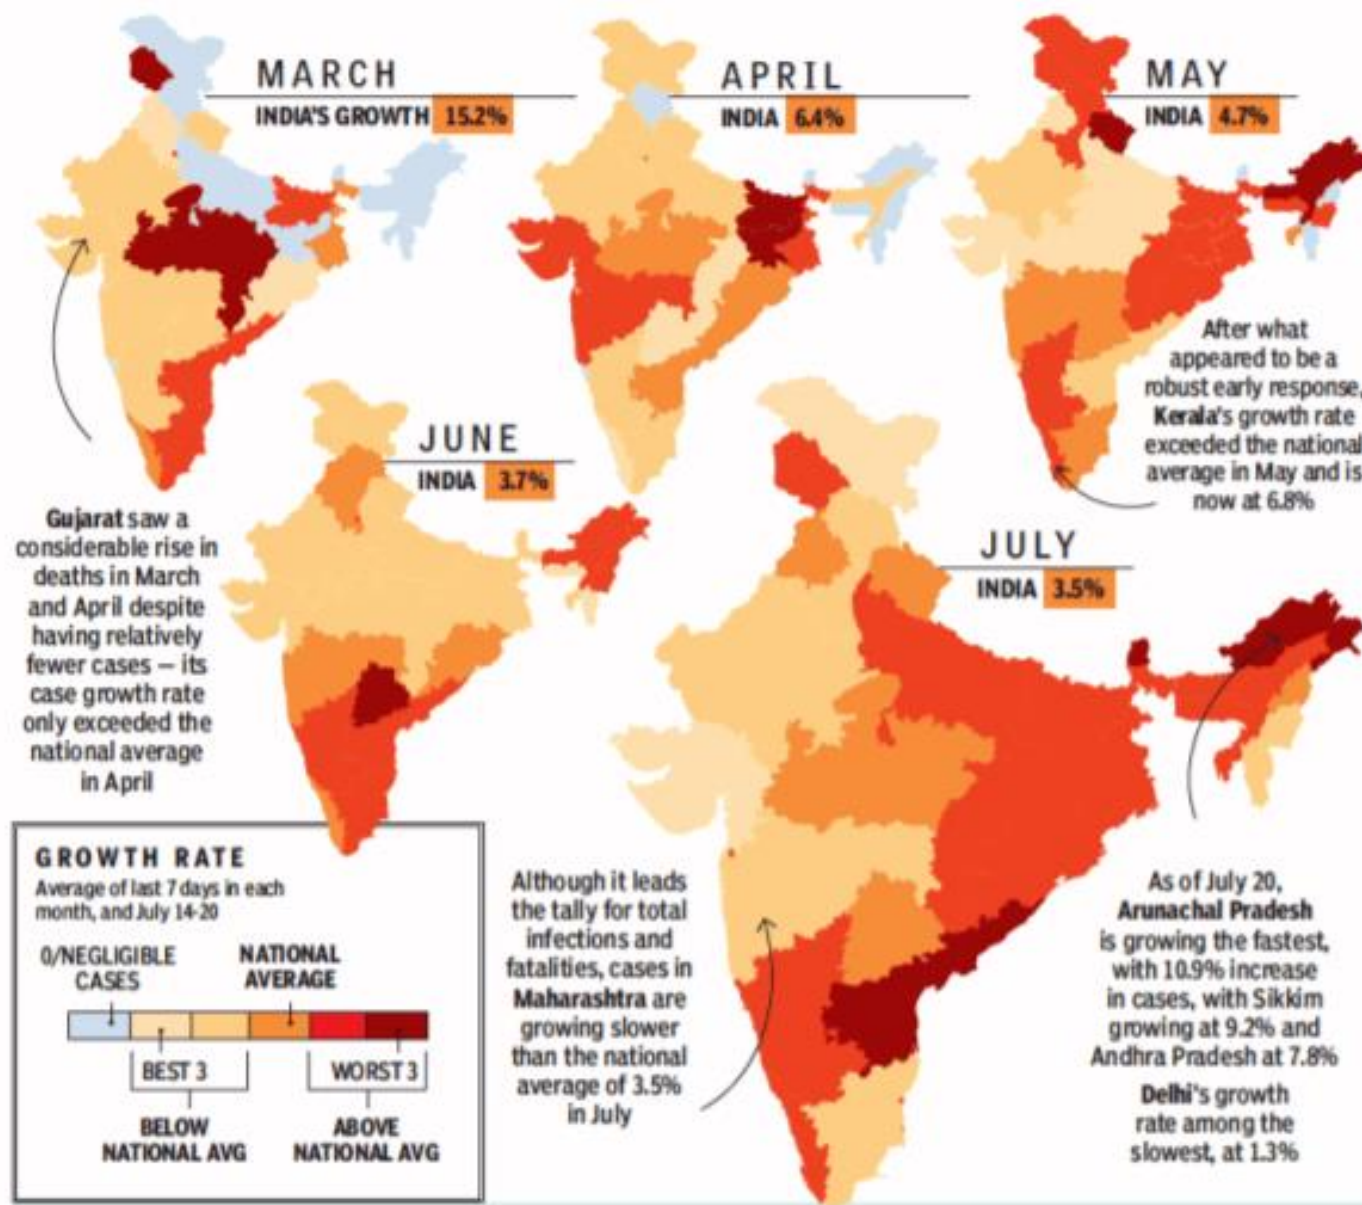 MARCH
INDIA'S GROWTH 15.2%
APRIL
INDIA 6.4%
MAY
INDIA 4.7%
After what
appeared to be a
robust early response,
Kerala's growth rate
exceeded the national
average in May and is
now at 6.8%
JUNE
INDIA 3.7%
Gujarat saw a
considerable rise in
deaths in March
and April despite
having relatively
fewer cases – its
case growth rate
only exceeded the
national average
in April
JULY
INDIA 3.5%
GROWTH RATE
Average of last 7 days in each
month, and July 14-20
0/NEGLIGIBLE
CASES
NATIONAL
AVERAGE
BEST 3
WORST 3
BELOW
NATIONAL AVG
ABOVE
NATIONAL AVG
Although it leads
the tally for total
infections and
fatalities, cases in
Maharashtra are
growing slower
than the national
average of 3.5%
in July
As of July 20,
Arunachal Pradesh
is growing the fastest,
with 10.9% increase
in cases, with Sikkim
growing at 9.2% and
Andhra Pradesh at 7.8%
Delhi's growth
rate among the
slowest, at 1.3%